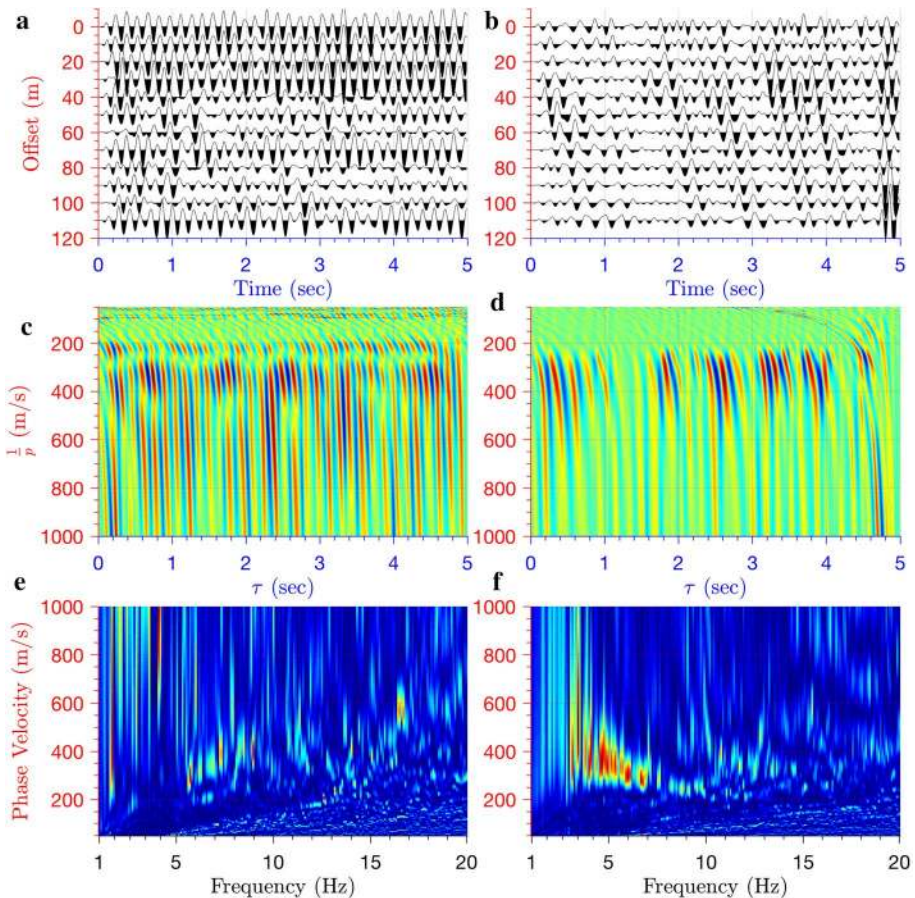 a
b
0
20
40
60
80
100
120
Offset (m)
0 1 2 3 4 5
Time (sec)
0
20
40
60
80
100
120
0 1 2 3 4 5
Time (sec)
c
d
200
400
600
800
1000
1/p (m/s)
0 1 2 3 4 5
τ (sec)
200
400
600
800
1000
0 1 2 3 4 5
τ (sec)
e
f
1000
800
600
400
200
Phase Velocity (m/s)
1 5 10 15 20
Frequency (Hz)
1000
800
600
400
200
1 5 10 15 20
Frequency (Hz)